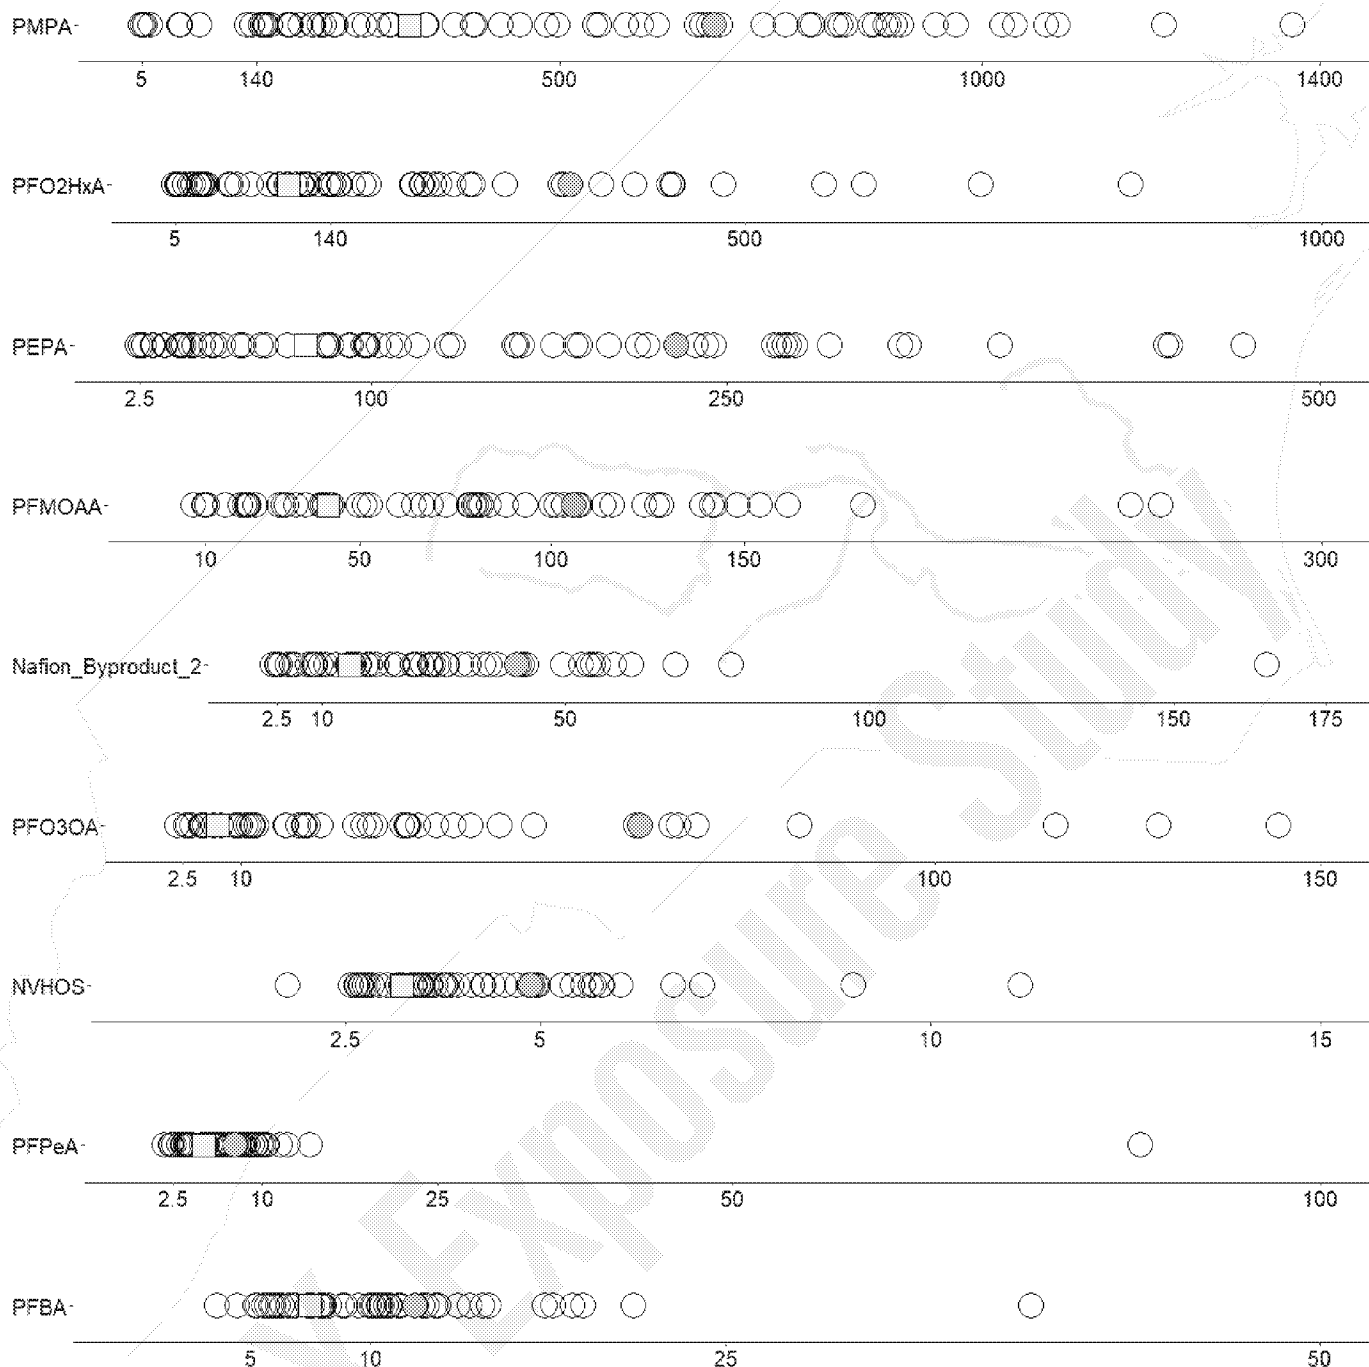 PMPA
5 140 500 1000 1400
PFO2HxA
5 140 500 1000
PEPA
2.5 100 250 500
PFMOAA
10 50 100 150 300
Nafion_Byproduct_2
2.5 10 50 100 150 175
PFO3OA
2.5 10 100 150
NVHOS
2.5 5 10 15
PFPeA
2.5 10 25 50 100
PFBA
5 10 25 50
Exposure Study